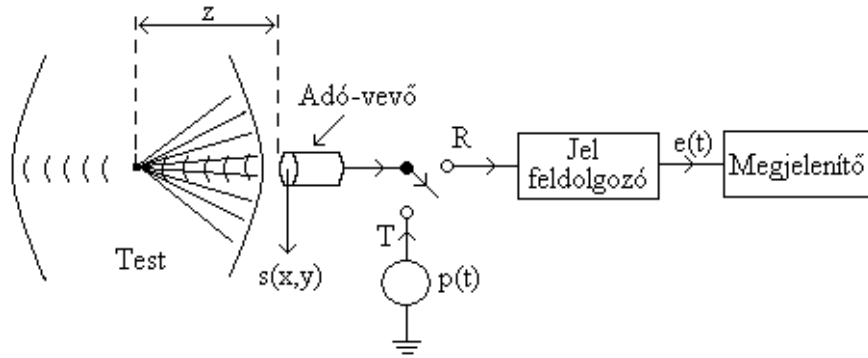 z
Adó-vevő
R
Jel
feldolgozó
e(t)
Megjelenítő
T
p(t)
Test
s(x,y)